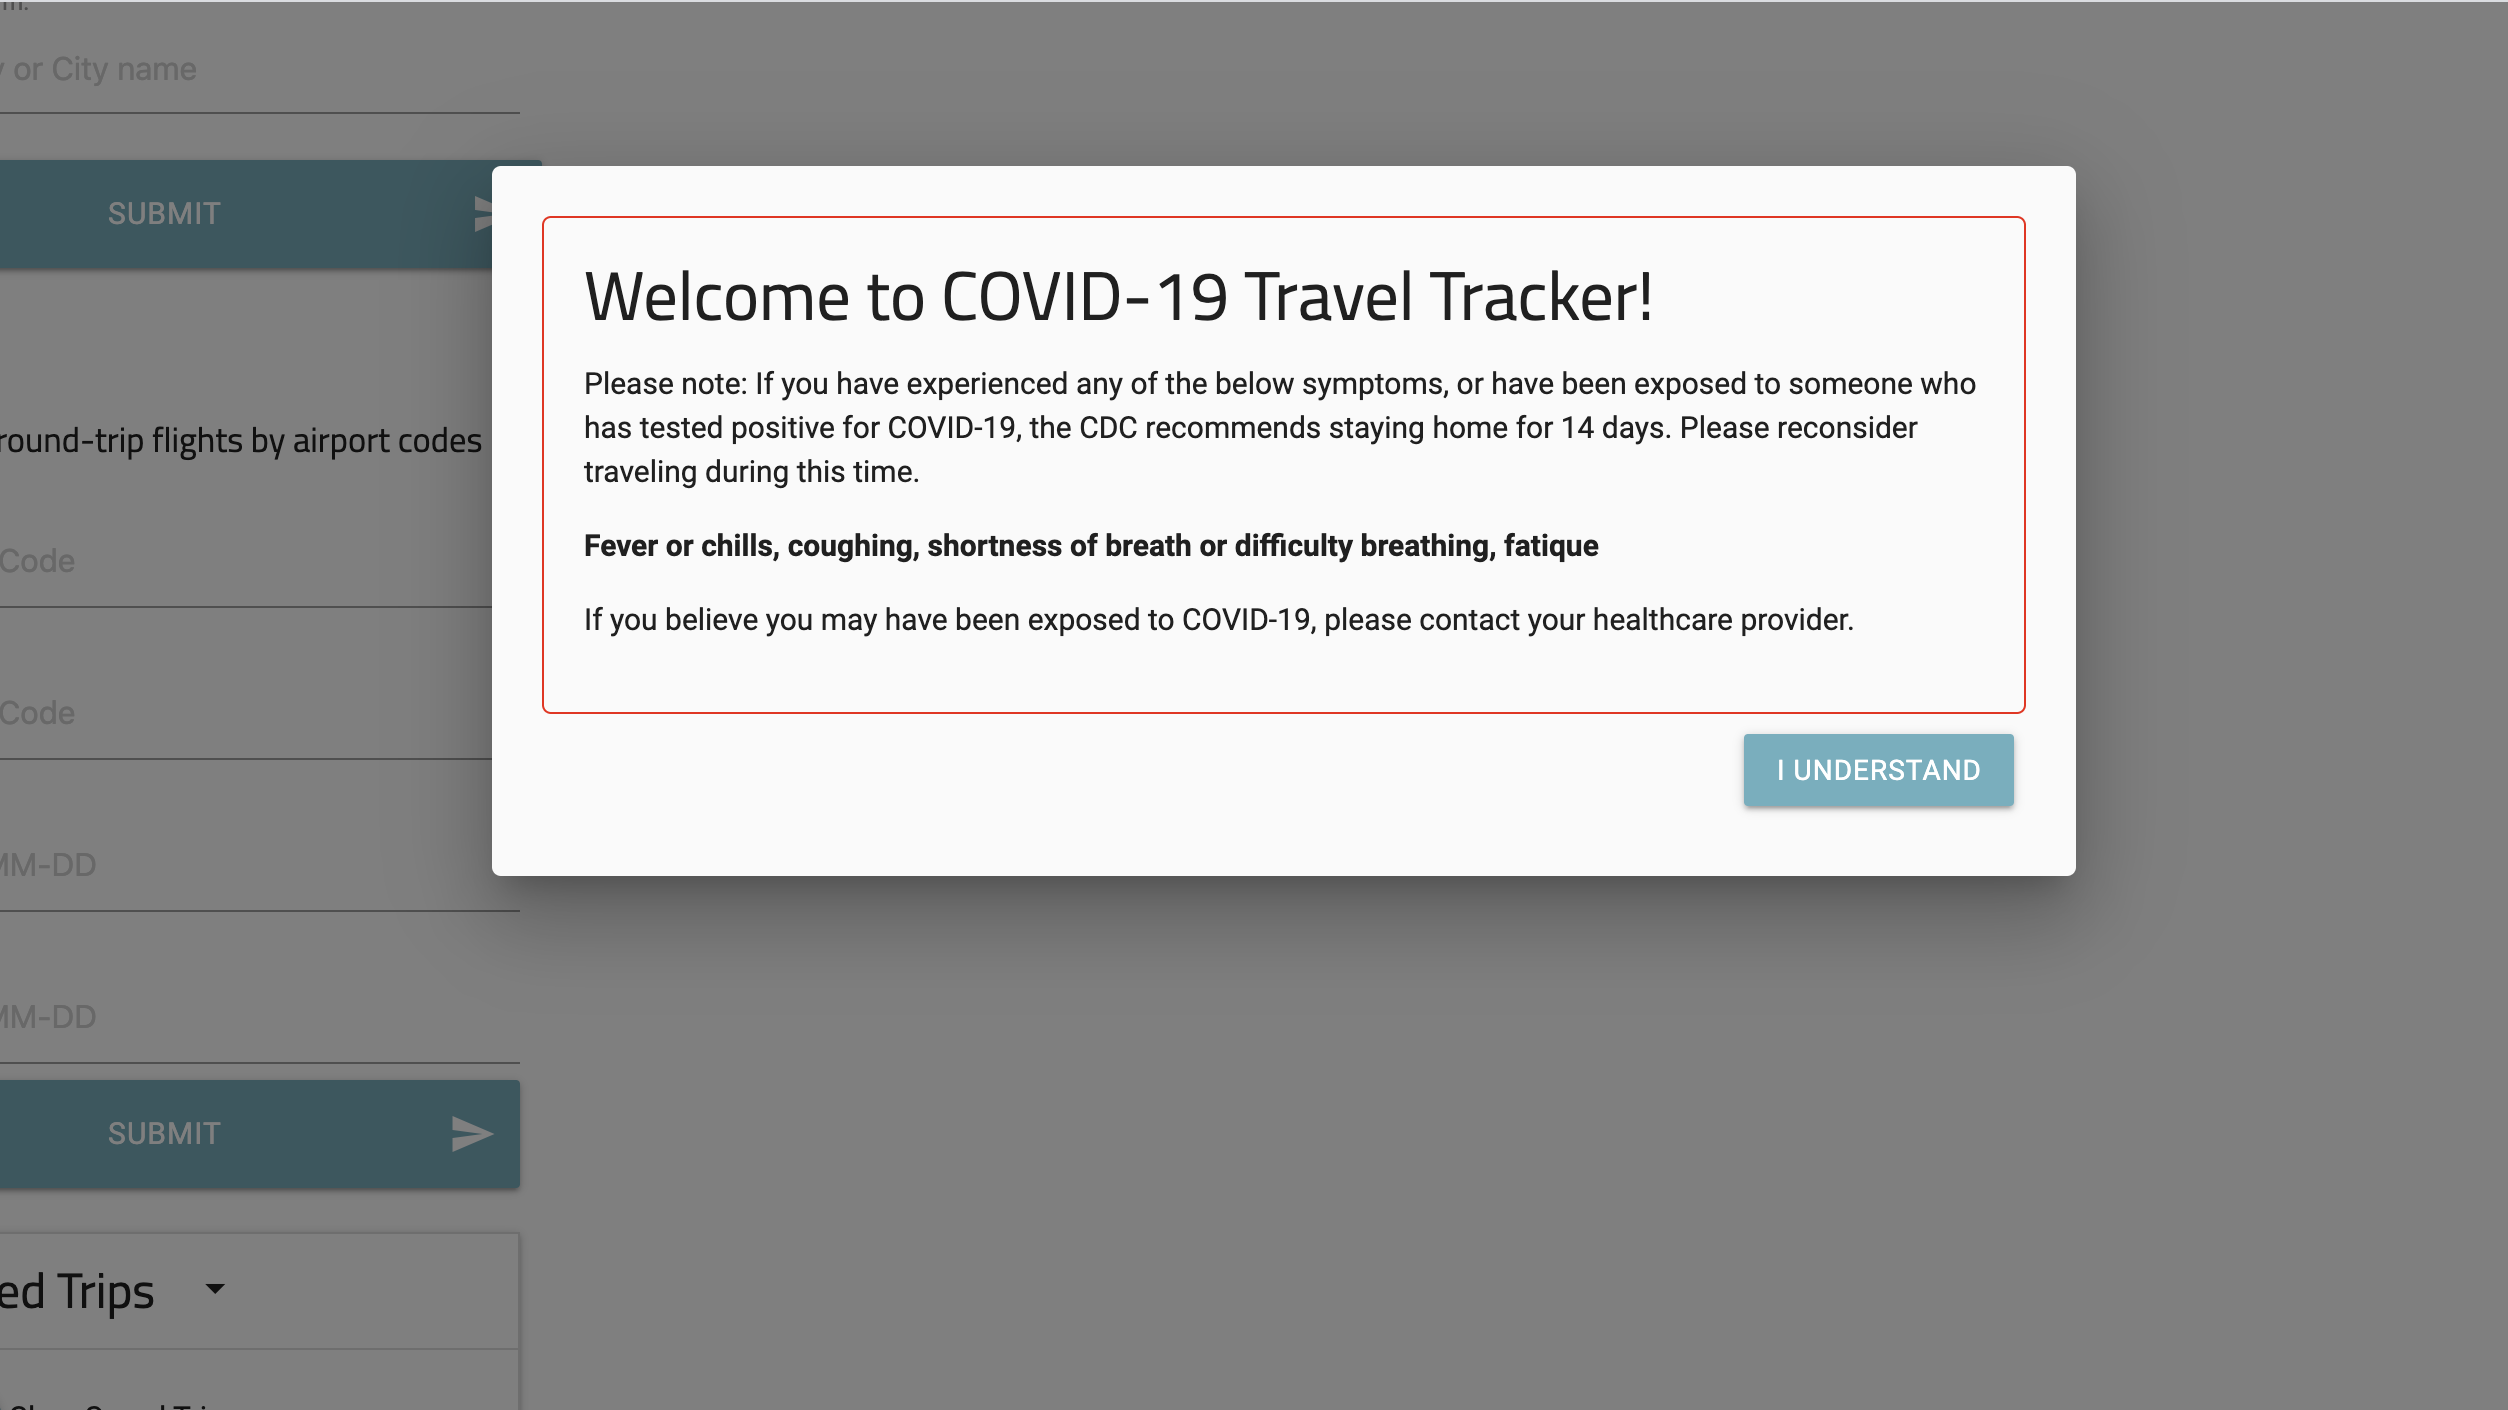 or City name
SUBMIT
Welcome to COVID-19 Travel Tracker!
Please note: If you have experienced any of the below symptoms, or have been exposed to someone who
has tested positive for COVID-19, the CDC recommends staying home for 14 days. Please reconsider
traveling during this time.
Fever or chills, coughing, shortness of breath or difficulty breathing, fatique
If you believe you may have been exposed to COVID-19, please contact your healthcare provider.
I UNDERSTAND
round-trip flights by airport codes
Code
Code
MM-DD
MM-DD
SUBMIT
ed Trips